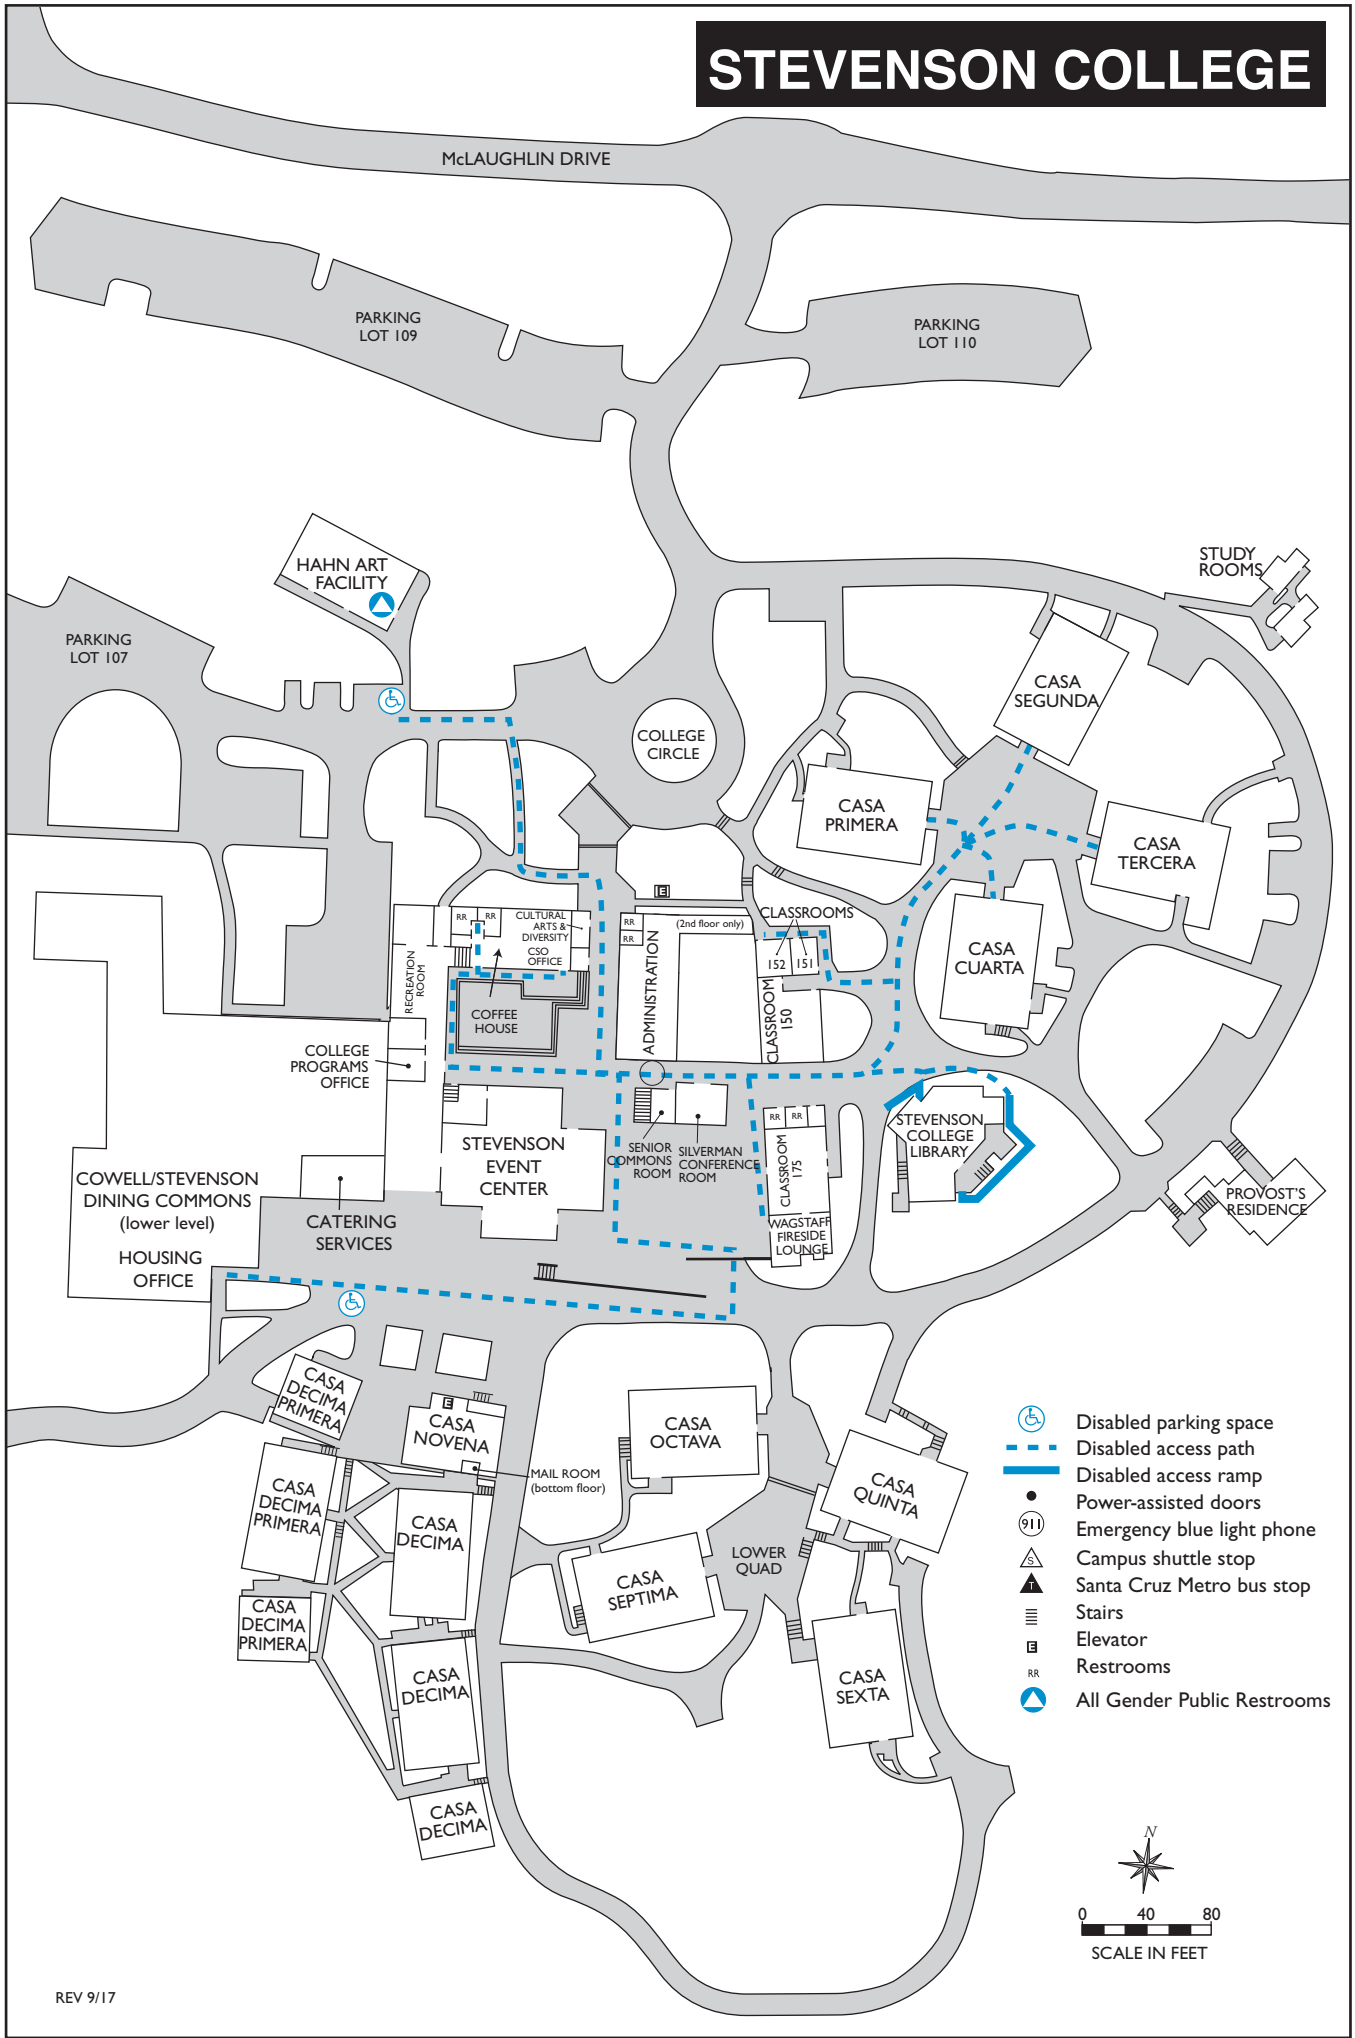 STEVENSON COLLEGE
McLAUGHLIN DRIVE
PARKING
LOT 109
PARKING
LOT 110
HAHN ART
FACILITY
STUDY
ROOMS
PARKING
LOT 107
COLLEGE
CIRCLE
CASA
SEGUNDA
CASA
PRIMERA
CASA
TERCERA
E
RR
RR
CULTURAL
ARTS &
DIVERSITY
CSO
OFFICE
RR
RR
(2nd floor only)
CLASSROOMS
152
151
RECREATION
ROOM
COFFEE
HOUSE
ADMINISTRATION
CLASSROOM
150
CASA
CUARTA
COLLEGE
PROGRAMS
OFFICE
STEVENSON
EVENT
CENTER
SENIOR
COMMONS
ROOM
SILVERMAN
CONFERENCE
ROOM
RR
RR
CLASSROOM
175
WAGSTAFF
FIRESIDE
LOUNGE
STEVENSON
COLLEGE
LIBRARY
PROVOST'S
RESIDENCE
COWELL/STEVENSON
DINING COMMONS
(lower level)
HOUSING
OFFICE
CATERING
SERVICES
CASA
DECIMA
PRIMERA
E
CASA
NOVENA
MAIL ROOM
(bottom floor)
CASA
OCTAVA
CASA
QUINTA
CASA
DECIMA
PRIMERA
CASA
DECIMA
LOWER
QUAD
CASA
SEPTIMA
CASA
DECIMA
PRIMERA
CASA
DECIMA
CASA
SEXTA
CASA
DECIMA
Disabled parking space
Disabled access path
Disabled access ramp
Power-assisted doors
911 Emergency blue light phone
S Campus shuttle stop
T Santa Cruz Metro bus stop
Stairs
E Elevator
RR Restrooms
All Gender Public Restrooms
N
0 40 80
SCALE IN FEET
REV 9/17